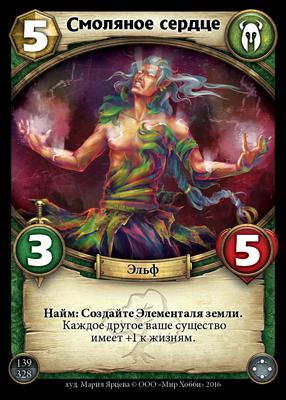 5
Смоляное сердце
3
5
Эльф
Найм: Создайте Элементаля земли.
Каждое другое ваше существо
имеет +1 к жизням.
139
328
худ. Мария Ярцева © ООО «Мир Хобби» 2016